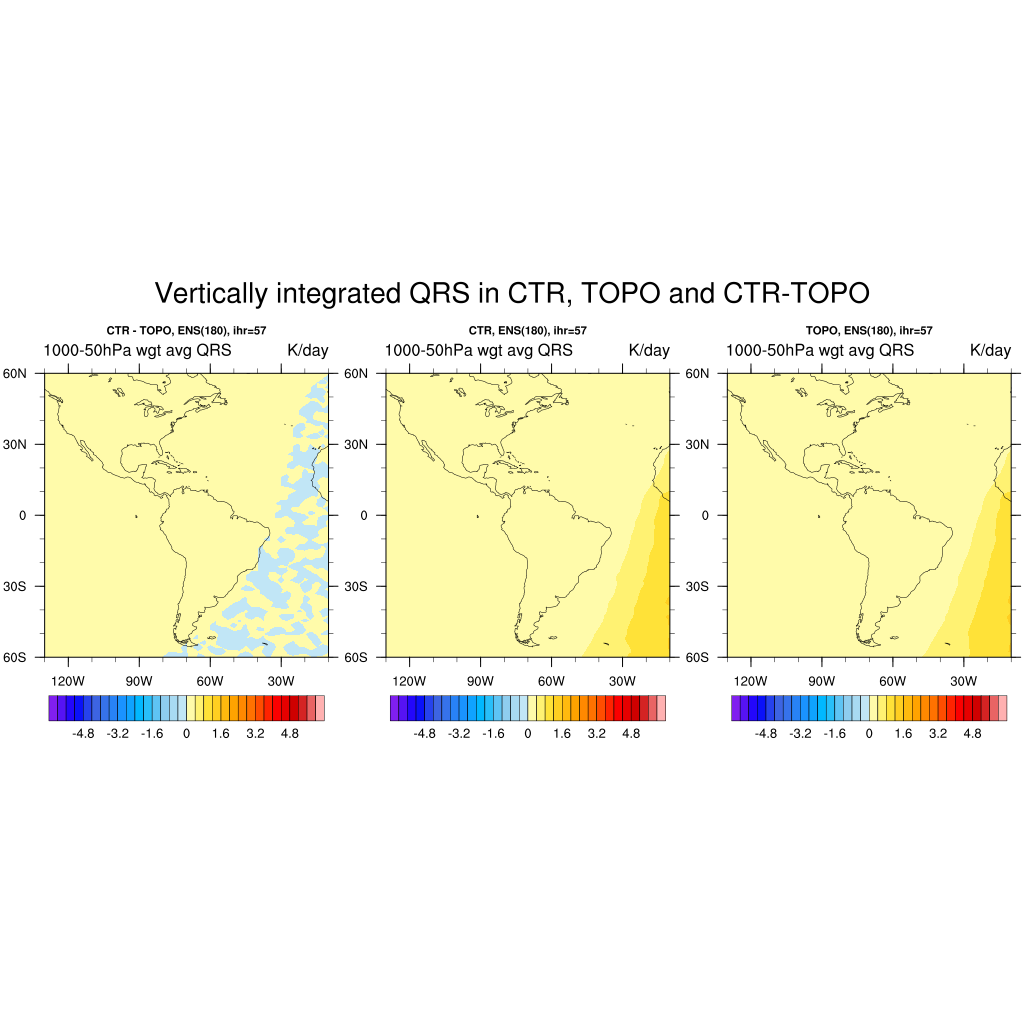 Vertically integrated QRS in CTR, TOPO and CTR-TOPO
CTR - TOPO, ENS(180), ihr=57
1000-50hPa wgt avg QRS K/day
60N
30N
0
30S
60S
120W 90W 60W 30W
-4.8 -3.2 -1.6 0 1.6 3.2 4.8
CTR, ENS(180), ihr=57
1000-50hPa wgt avg QRS K/day
60N
30N
0
30S
60S
120W 90W 60W 30W
-4.8 -3.2 -1.6 0 1.6 3.2 4.8
TOPO, ENS(180), ihr=57
1000-50hPa wgt avg QRS K/day
60N
30N
0
30S
60S
120W 90W 60W 30W
-4.8 -3.2 -1.6 0 1.6 3.2 4.8